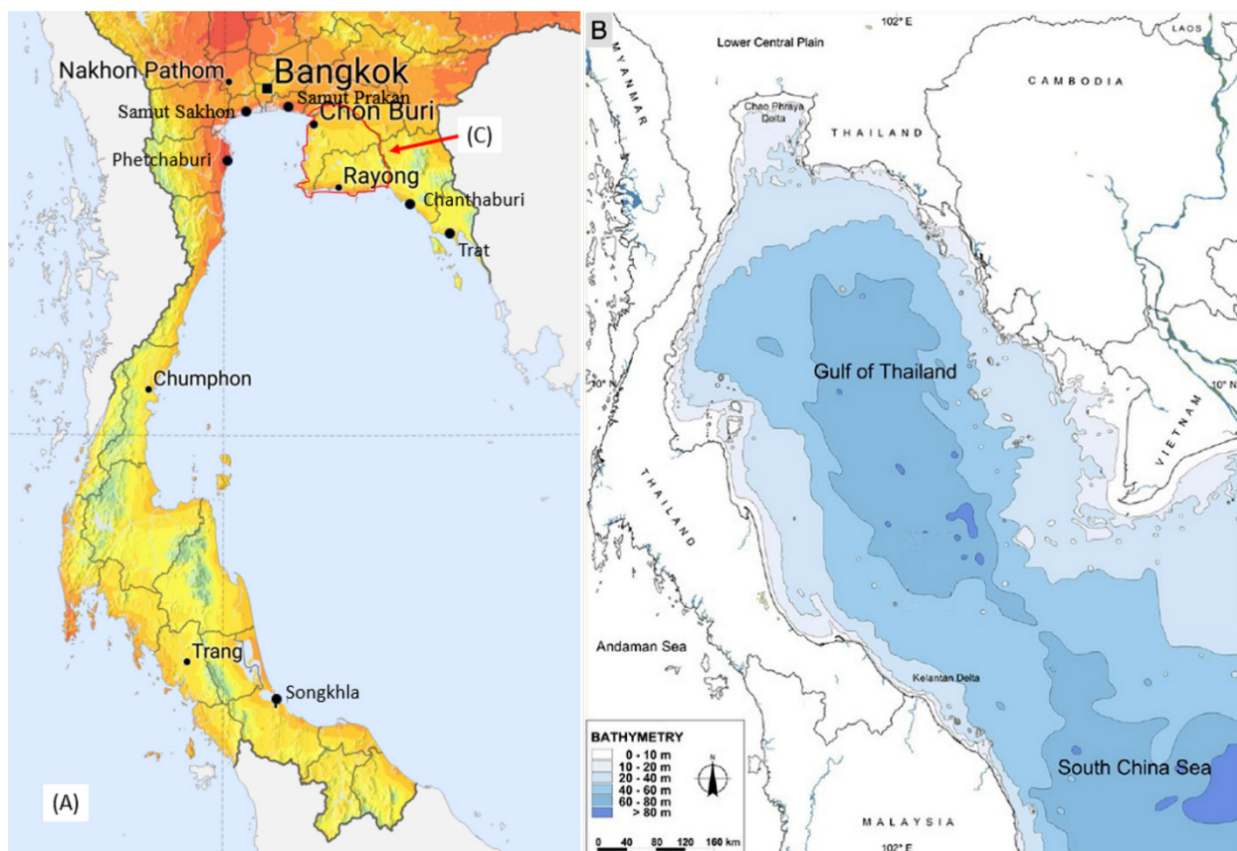 Nakhon Pathom
Bangkok
Samut Sakhon
Samut Prakan
Chon Buri
(C)
Phetchaburi
Rayong
Chanthaburi
Trat
Chumphon
Trang
Songkhla
(A)
B
102° E
LAOS
MYANMAR
Lower Central Plain
CAMBODIA
Chao Phraya
Delta
THAILAND
Gulf of Thailand
10° N
10° N
VIETNAM
THAILAND
Andaman Sea
Kelantan Delta
BATHYMETRY
0 - 10 m
10 - 20 m
20 - 40 m
40 - 60 m
60 - 80 m
> 80 m
N
South China Sea
MALAYSIA
0 40 80 120 160 km
102° E